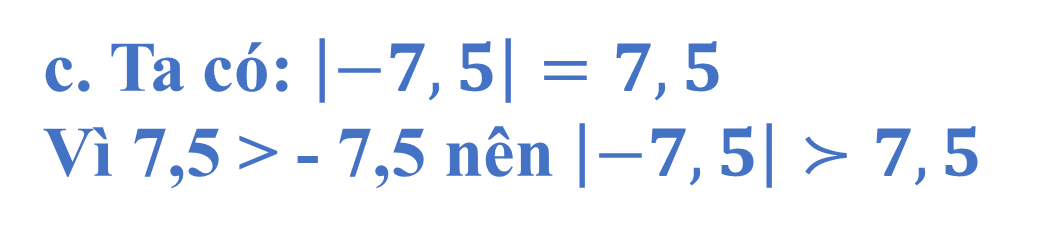 c. Ta có: |−7, 5| = 7, 5
Vì 7,5 > - 7,5 nên |−7, 5| ≻ 7, 5